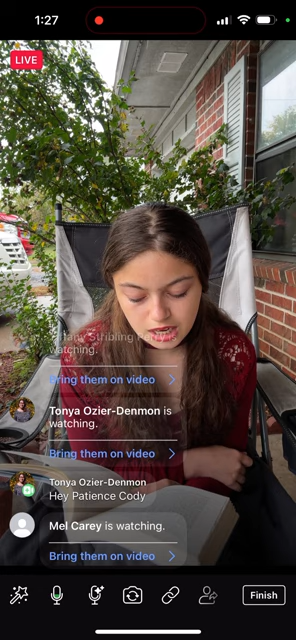 1:27
LIVE
watching.
Bring them on video
Tonya Ozier-Denmon is
watching.
Bring them on video
Tonya Ozier-Denmon
Hey Patience Cody
Mel Carey is watching.
Bring them on video
Finish